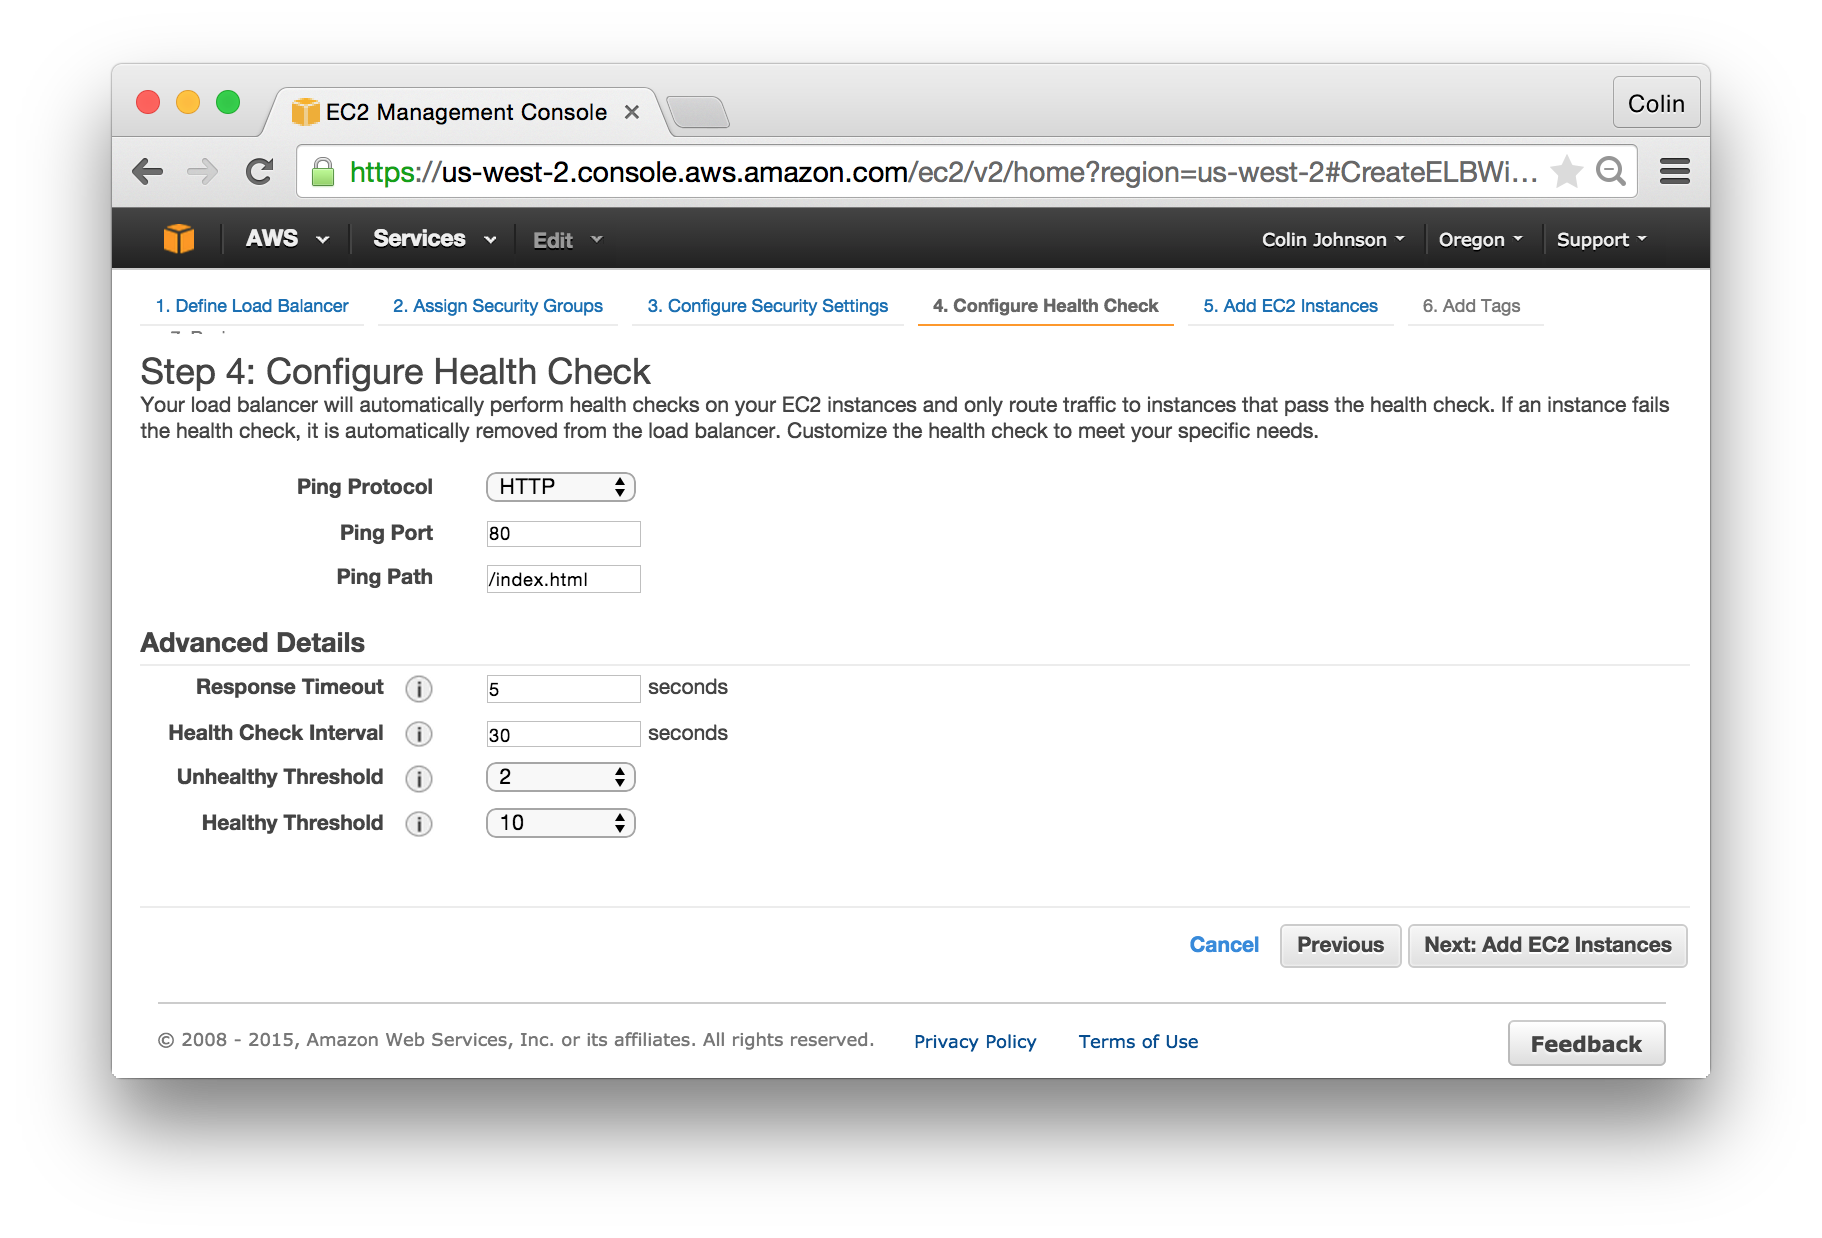 EC2 Management Console
Colin
https://us-west-2.console.aws.amazon.com/ec2/v2/home?region=us-west-2#CreateELBWi...
AWS Services Edit Colin Johnson Oregon Support
1. Define Load Balancer 2. Assign Security Groups 3. Configure Security Settings 4. Configure Health Check 5. Add EC2 Instances 6. Add Tags
Step 4: Configure Health Check
Your load balancer will automatically perform health checks on your EC2 instances and only route traffic to instances that pass the health check. If an instance fails
the health check, it is automatically removed from the load balancer. Customize the health check to meet your specific needs.
Ping Protocol HTTP
Ping Port 80
Ping Path /index.html
Advanced Details
Response Timeout i 5 seconds
Health Check Interval i 30 seconds
Unhealthy Threshold i 2
Healthy Threshold i 10
Cancel Previous Next: Add EC2 Instances
© 2008 - 2015, Amazon Web Services, Inc. or its affiliates. All rights reserved. Privacy Policy Terms of Use Feedback